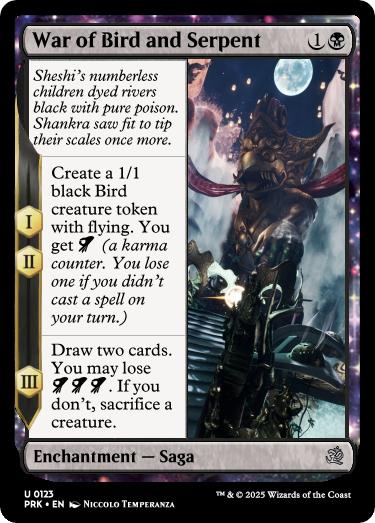 War of Bird and Serpent 1
Sheshi's numberless
children dyed rivers
black with pure poison.
Shankra saw fit to tip
their scales once more.
I
II
Create a 1/1
black Bird
creature token
with flying. You
get (a karma
counter. You lose
one if you didn't
cast a spell on
your turn.)
III
Draw two cards.
You may lose
. If you
don't, sacrifice a
creature.
Enchantment — Saga
U 0123
PRK • EN NICCOLO TEMPERANZA
™ & © 2025 Wizards of the Coast